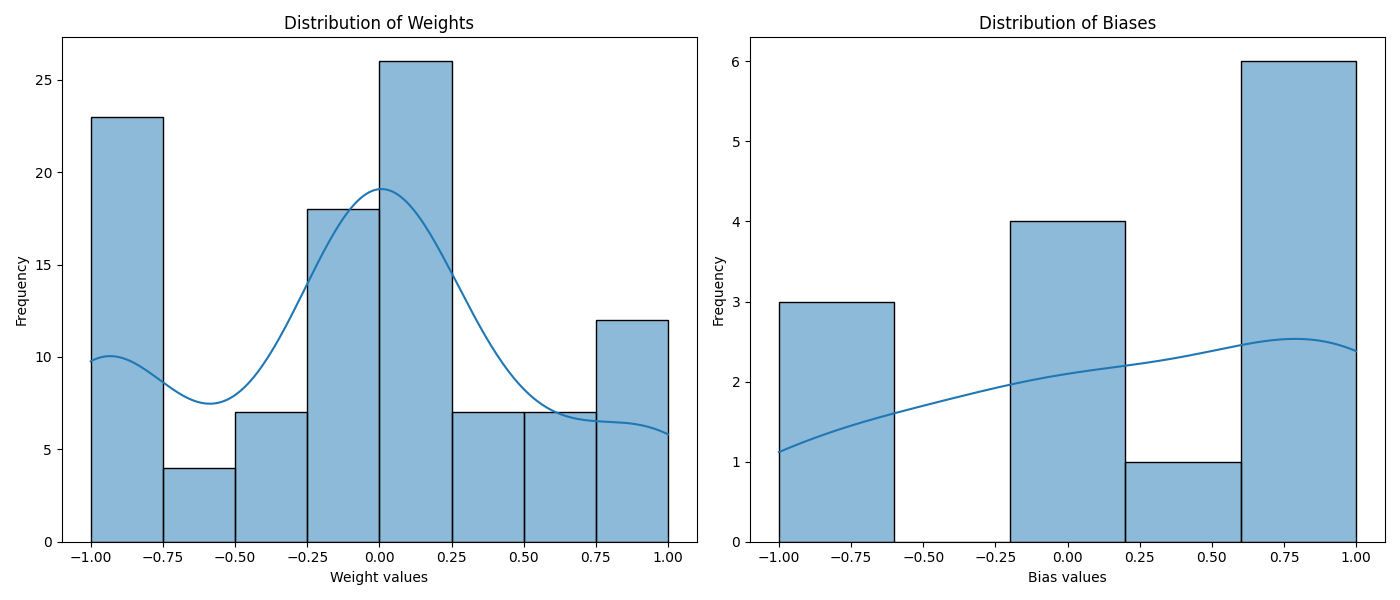 Distribution of Weights
Frequency
25
20
15
10
5
0
−1.00 −0.75 −0.50 −0.25 0.00 0.25 0.50 0.75 1.00
Weight values
Distribution of Biases
Frequency
6
5
4
3
2
1
0
−1.00 −0.75 −0.50 −0.25 0.00 0.25 0.50 0.75 1.00
Bias values